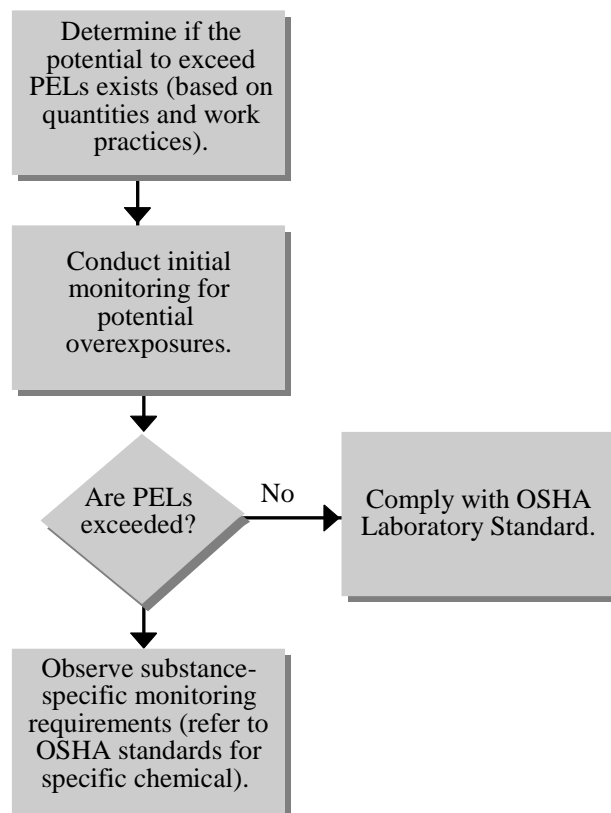 Determine if the
potential to exceed
PELs exists (based on
quantities and work
practices).
Conduct initial
monitoring for
potential
overexposures.
Are PELs
exceeded?
No
Comply with OSHA
Laboratory Standard.
Observe substance-
specific monitoring
requirements (refer to
OSHA standards for
specific chemical).